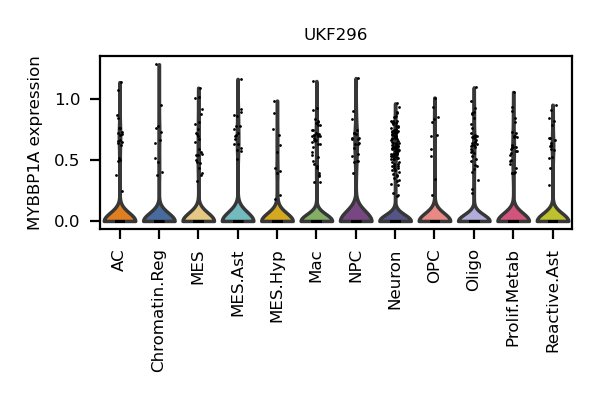 UKF296
MYBBP1A expression
1.0
0.5
0.0
AC
Chromatin.Reg
MES
MES.Ast
MES.Hyp
Mac
NPC
Neuron
OPC
Oligo
Prolif.Metab
Reactive.Ast